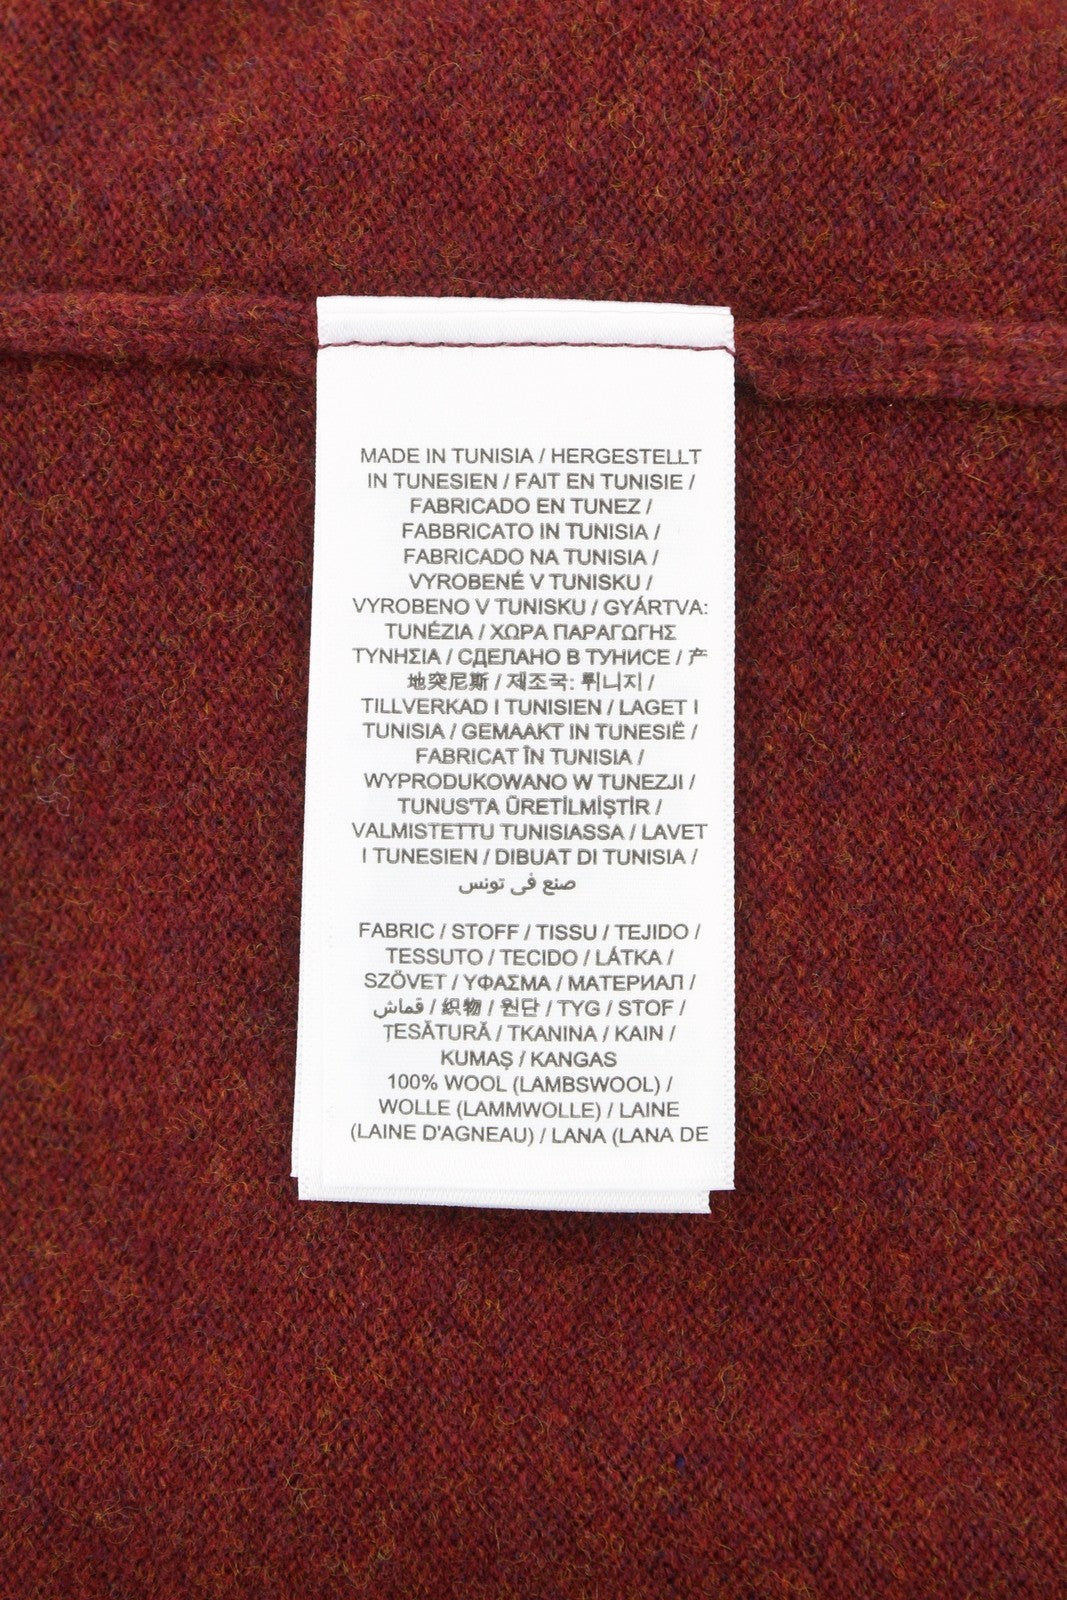 MADE IN TUNISIA / HERGESTELLT
IN TUNESIEN / FAIT EN TUNISIE /
FABRICADO EN TUNEZ /
FABBRICATO IN TUNISIA /
FABRICADO NA TUNISIA /
VYROBENÉ V TUNISKU /
VYROBENO V TUNISKU / GYÁRTVA:
TUNÉZIA / ΧΩΡΑ ΠΑΡΑΓΩΓΗΣ
ΤΥΝΗΣΙΑ / СДЕЛАНО В ТУНИСЕ / 产
地突尼斯 / 제조국: 튀니지 /
TILLVERKAD I TUNISIEN / LAGET I
TUNISIA / GEMAAKT IN TUNESIË /
FABRICAT ÎN TUNISIA /
WYPRODUKOWANO W TUNEZJI /
TUNUS'TA ÜRETİLMİŞTİR /
VALMISTETTU TUNISIASSA / LAVET
I TUNESIEN / DIBUAT DI TUNISIA /
صنع في تونس
FABRIC / STOFF / TISSU / TEJIDO /
TESSUTO / TECIDO / LÁTKA /
SZÖVET / ΥΦΑΣΜΑ / МАТЕРИАЛ /
قماش / 织物 / 원단 / TYG / STOF /
ȚESĂTURĂ / TKANINA / KAIN /
KUMAŞ / KANGAS
100% WOOL (LAMBSWOOL) /
WOLLE (LAMMWOLLE) / LAINE
(LAINE D'AGNEAU) / LANA (LANA DE